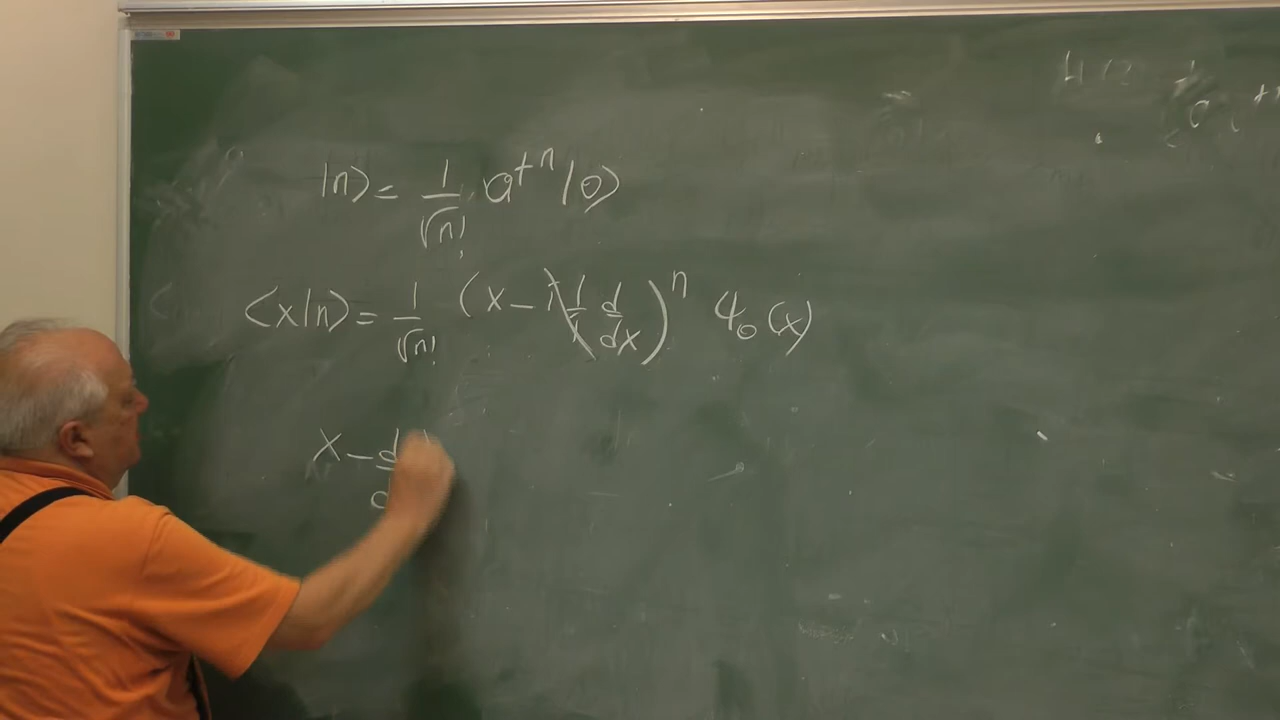 |n⟩ = 1/√n! a†ⁿ |0⟩
⟨x|n⟩ = 1/√n! (x − i 1/i d/dx)ⁿ ψ₀(x)
x − d